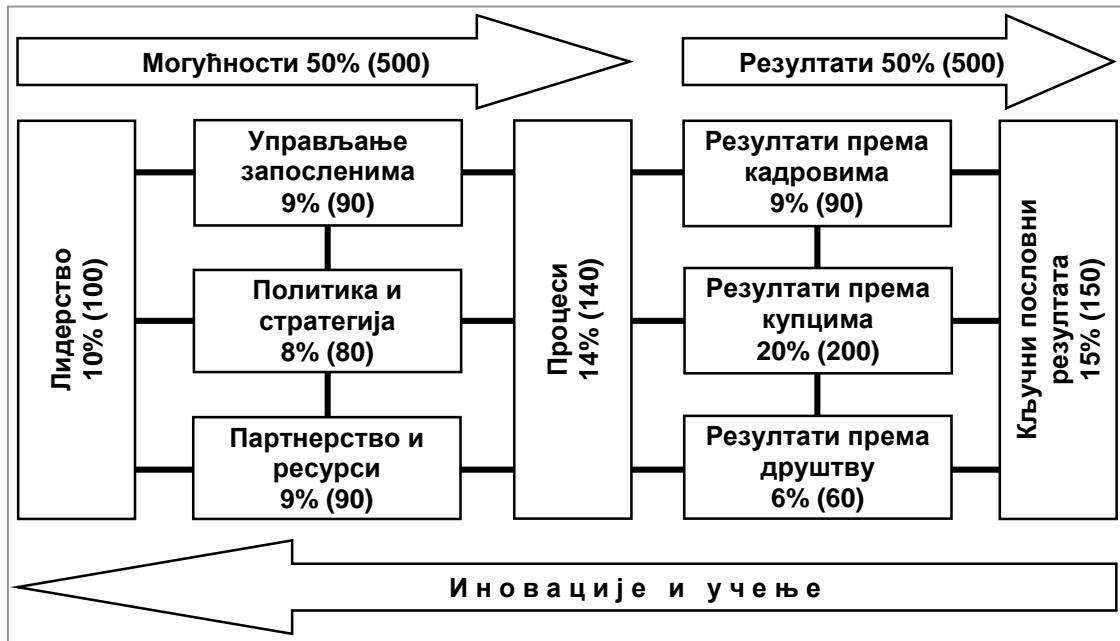 Могућности 50% (500)
Резултати 50% (500)
Лидерство
10% (100)
Управљање
запосленима
9% (90)
Политика и
стратегија
8% (80)
Партнерство и
ресурси
9% (90)
Процеси
14% (140)
Резултати према
кадровима
9% (90)
Резултати према
купцима
20% (200)
Резултати према
друштву
6% (60)
Кључни пословни
резултата
15% (150)
Иновације и учење